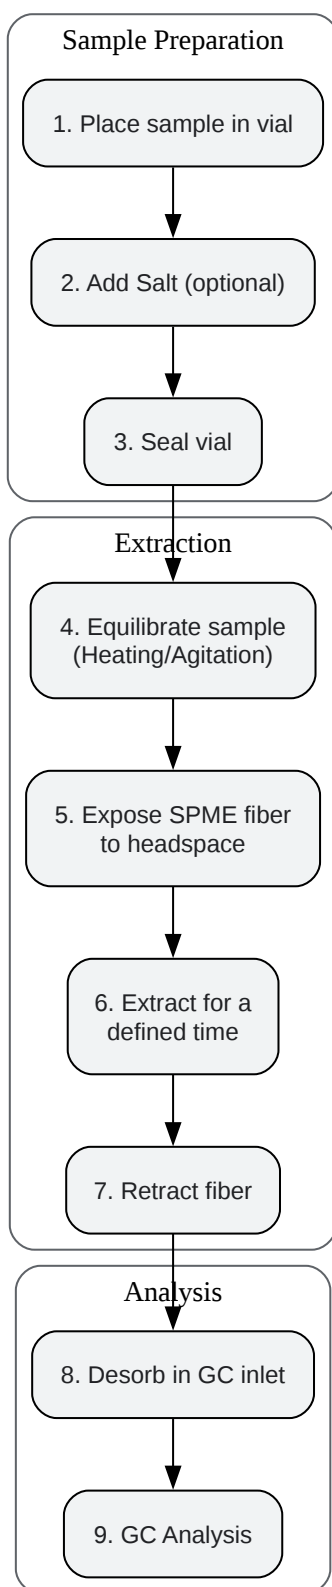 Sample Preparation
1. Place sample in vial
2. Add Salt (optional)
3. Seal vial
Extraction
4. Equilibrate sample
(Heating/Agitation)
5. Expose SPME fiber
to headspace
6. Extract for a
defined time
7. Retract fiber
Analysis
8. Desorb in GC inlet
9. GC Analysis